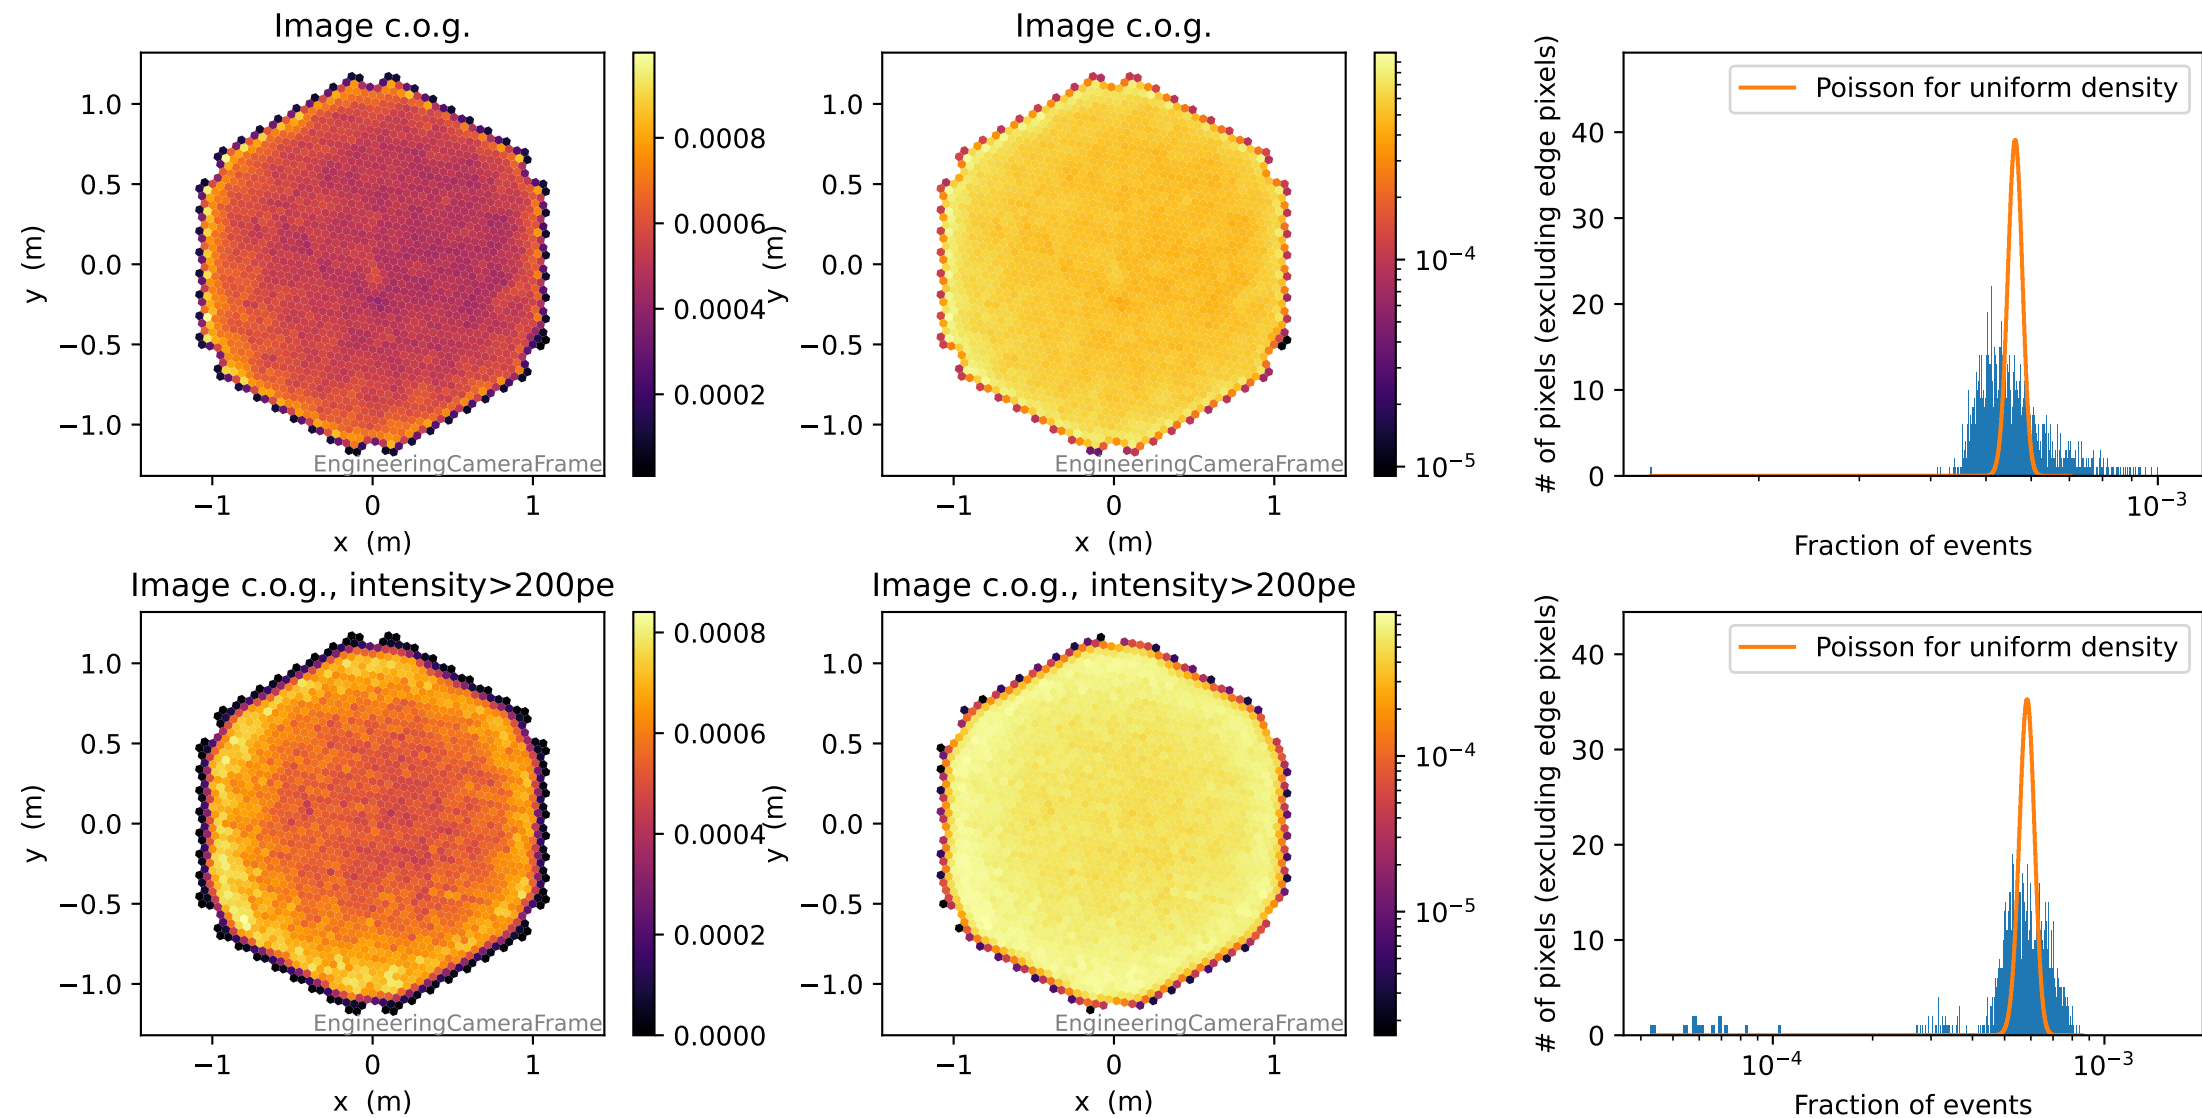 Image c.o.g.
1.0
0.5
0.0
−0.5
−1.0
y (m)
−1
0
1
x (m)
EngineeringCameraFrame
0.0008
0.0006
0.0004
0.0002
Image c.o.g.
1.0
0.5
0.0
−0.5
−1.0
y (m)
−1
0
1
x (m)
EngineeringCameraFrame
10−4
10−5
# of pixels (excluding edge pixels)
40
30
20
10
0
Poisson for uniform density
10−3
Fraction of events
Image c.o.g., intensity>200pe
1.0
0.5
0.0
−0.5
−1.0
y (m)
−1
0
1
x (m)
EngineeringCameraFrame
0.0008
0.0006
0.0004
0.0002
0.0000
Image c.o.g., intensity>200pe
1.0
0.5
0.0
−0.5
−1.0
y (m)
−1
0
1
x (m)
EngineeringCameraFrame
10−4
10−5
# of pixels (excluding edge pixels)
40
30
20
10
0
Poisson for uniform density
10−4
10−3
Fraction of events